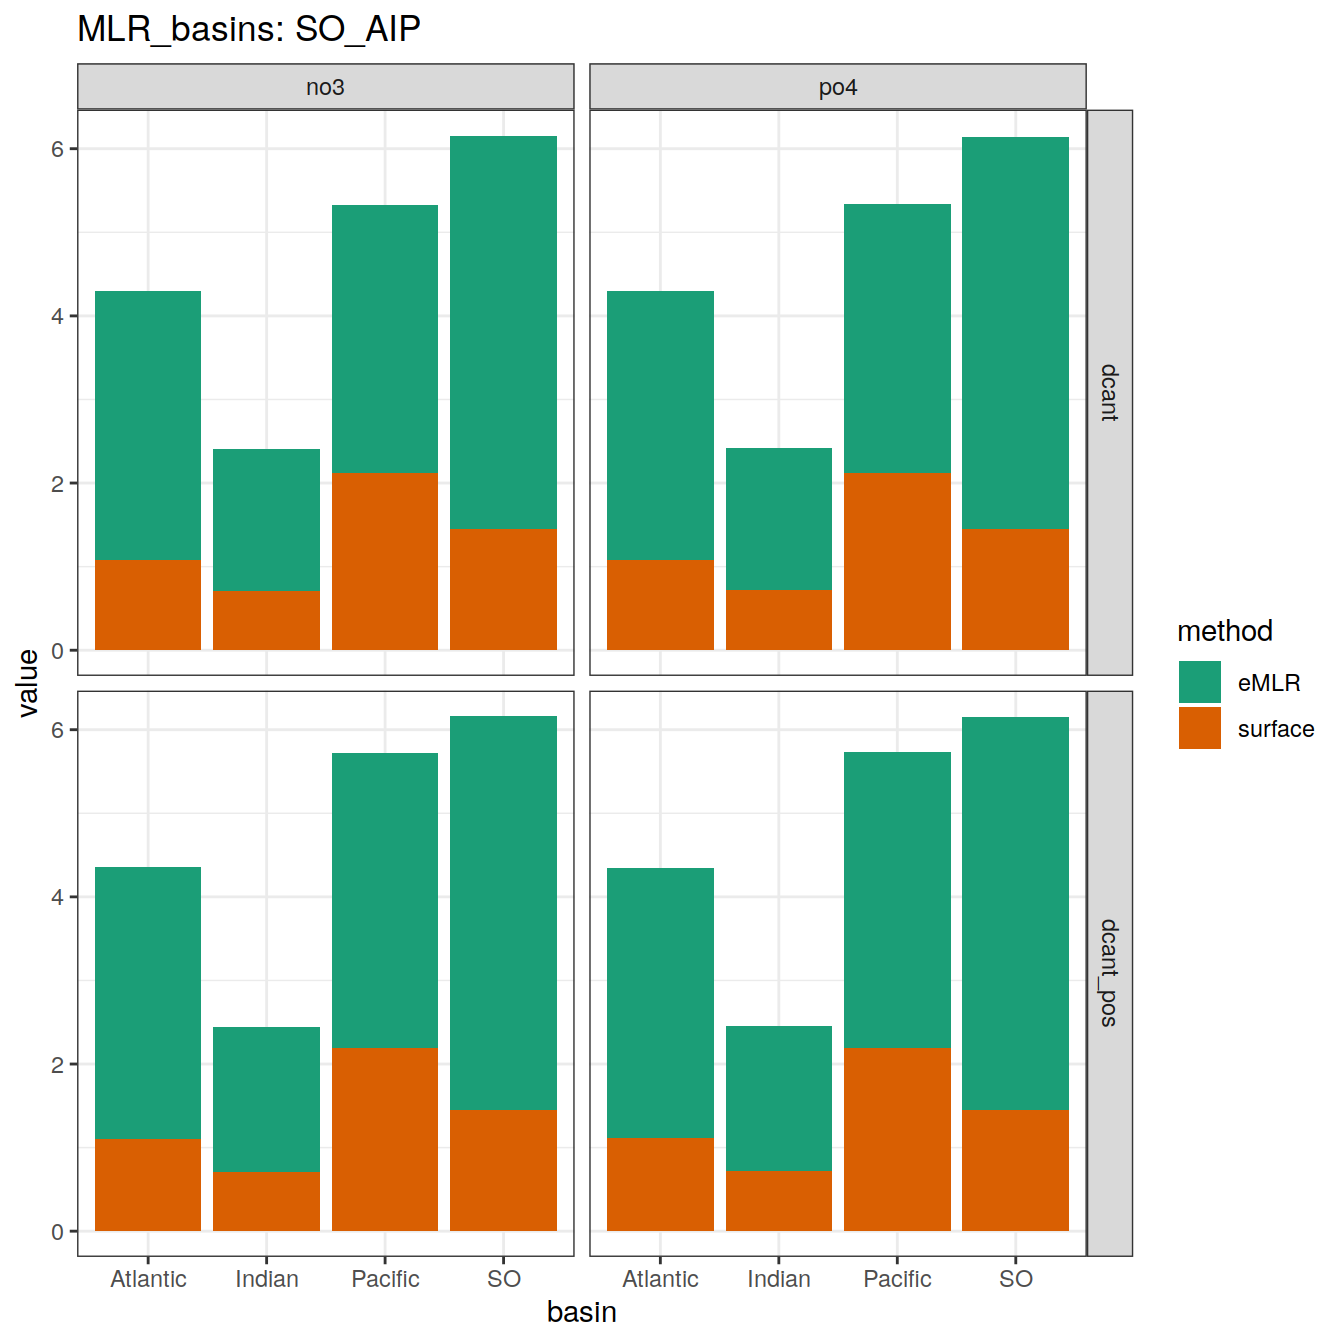 MLR_basins: SO_AIP
no3
po4
6
4
2
0
dcant
value
6
4
2
0
dcant_pos
Atlantic Indian Pacific SO
Atlantic Indian Pacific SO
basin
method
eMLR
surface